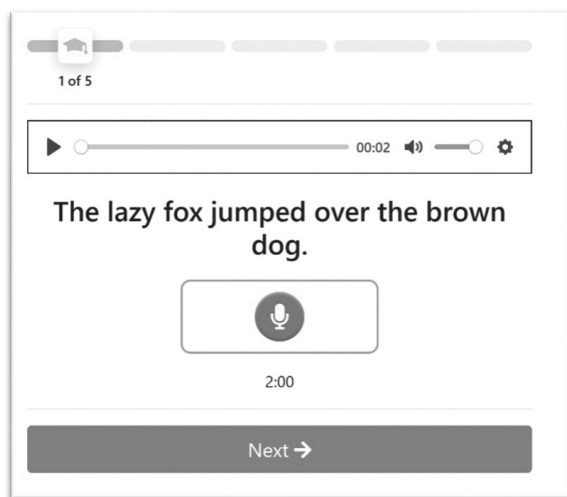 1 of 5
00:02
The lazy fox jumped over the brown
dog.
2:00
Next →